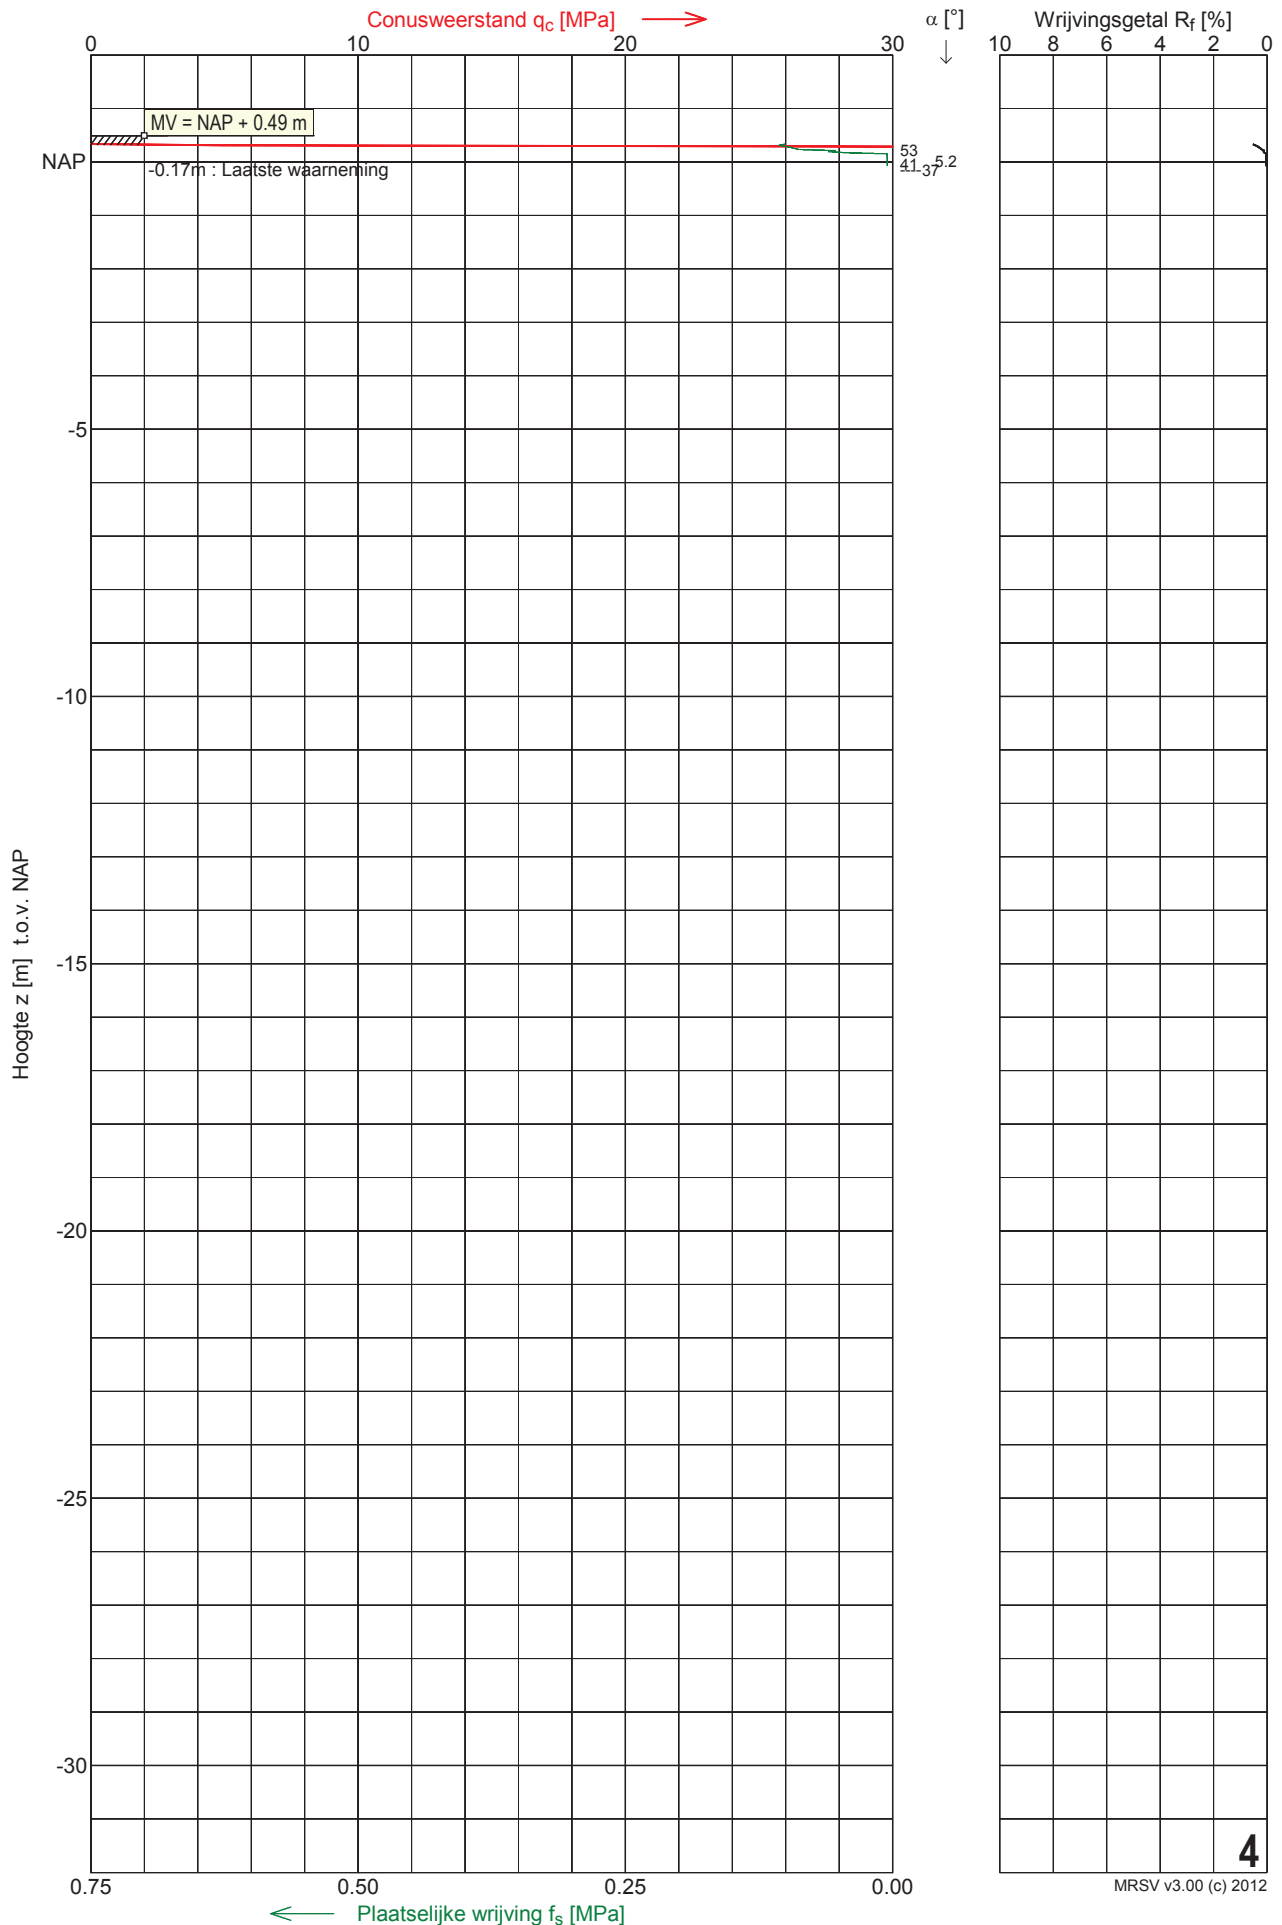 Conusweerstand qc [MPa]
α [°]
Wrijvingsgetal Rf [%]
0 10 20 30
10 8 6 4 2 0
MV = NAP + 0.49 m
NAP
-0.17m : Laatste waarneming
53
41 5.2
37
-5
-10
-15
-20
-25
-30
Hoogte z [m] t.o.v. NAP
4
0.75 0.50 0.25 0.00
MRSV v3.00 (c) 2012
Plaatselijke wrijving fs [MPa]